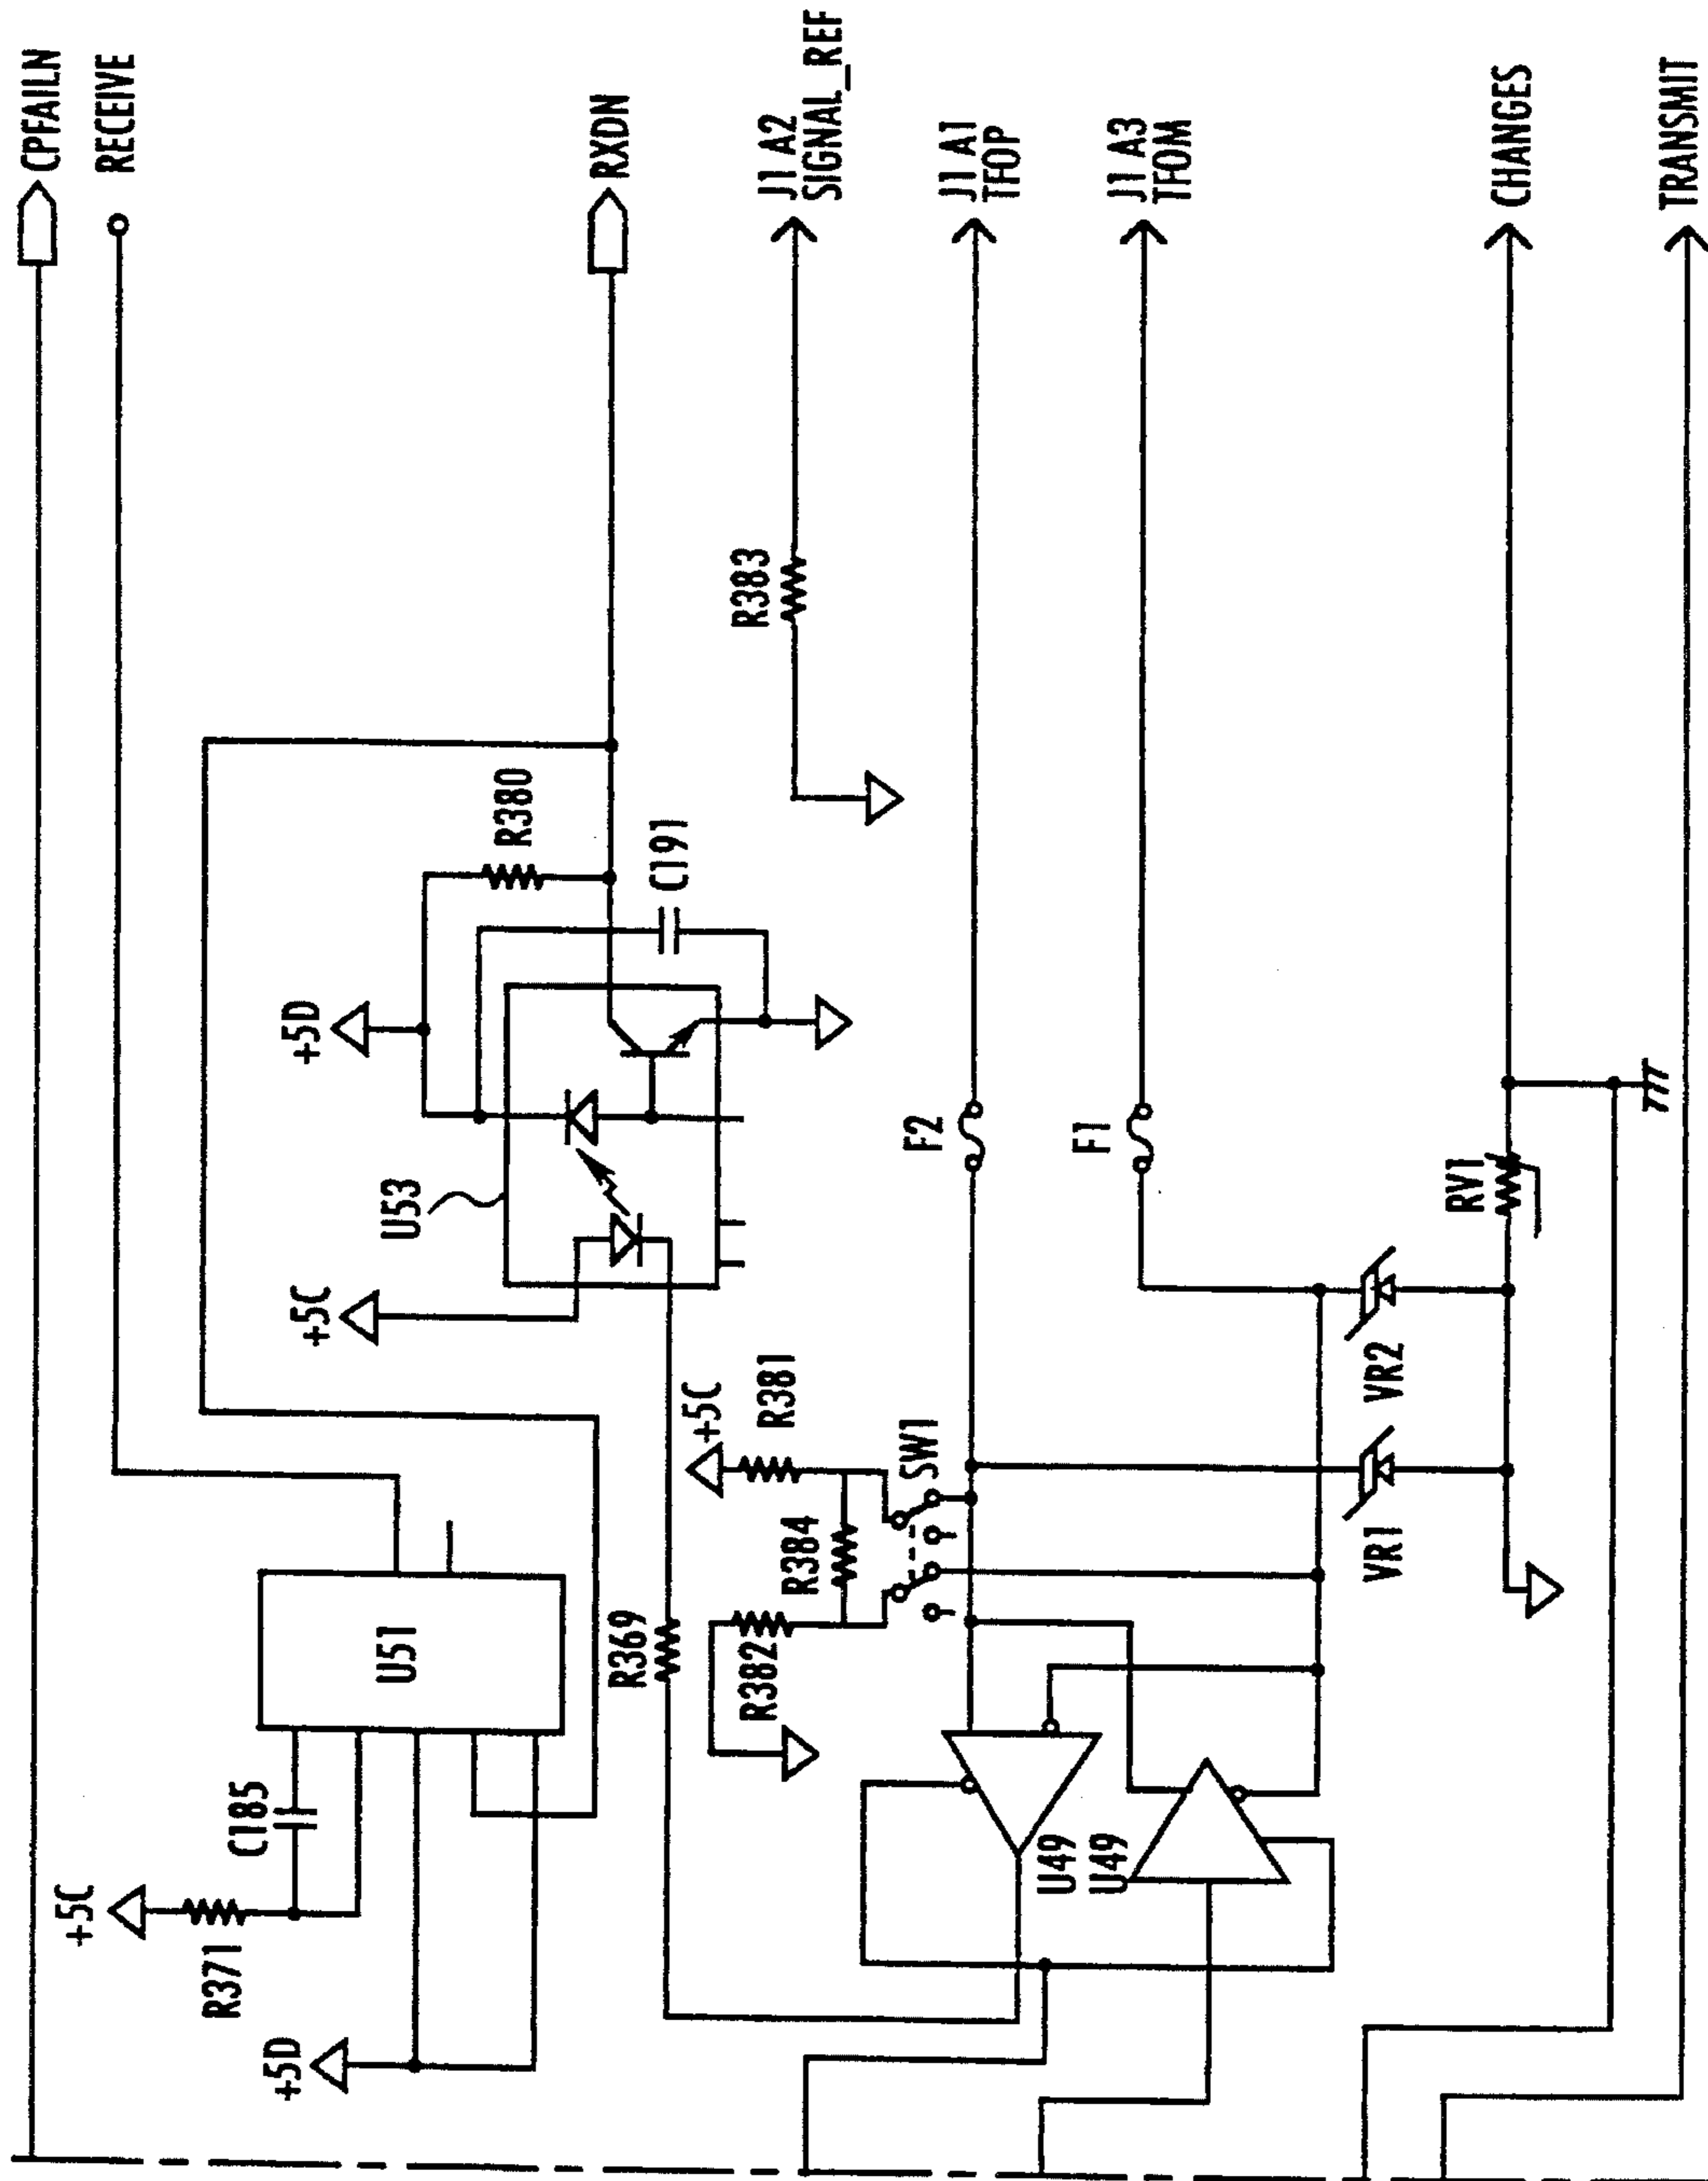 CPFAILN
RECEIVE
+5C
R371
C185
+5D
U51
+5C
U53
+5D
R380
C191
RXDN
R369
R383
J1 A2
SIGNAL_REF
+5C
R381
R384
R382
SW1
F2
J1 A1
TFOP
U49
U49
F1
J1 A3
TFOM
VR1
VR2
RV1
CHANGES
TRANSMIT